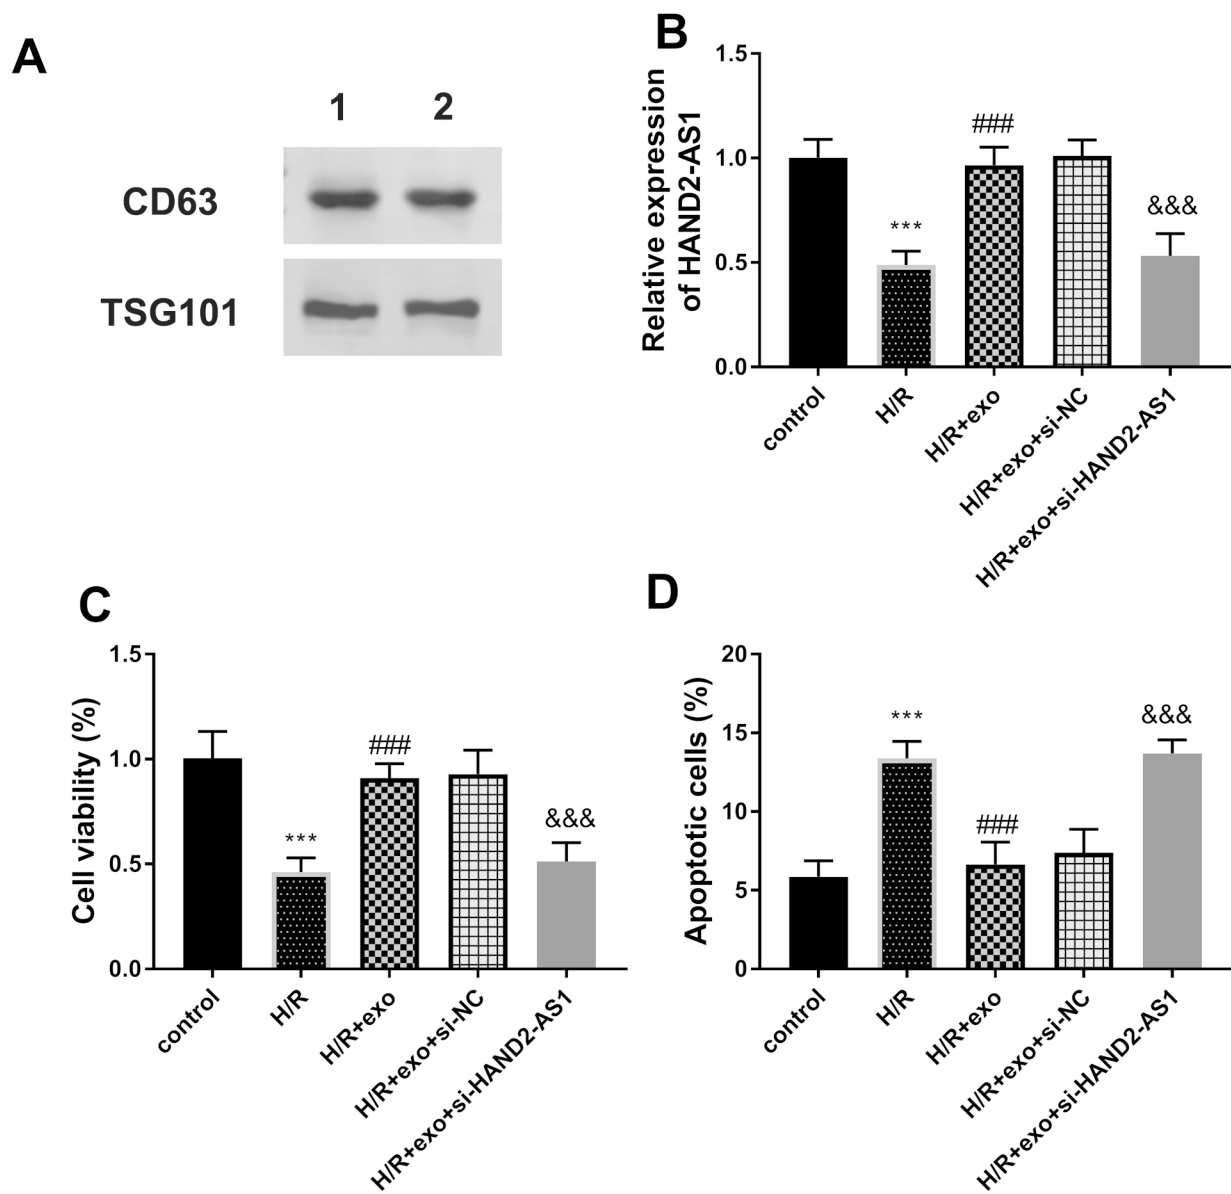 A
1 2
CD63
TSG101
B
Relative expression
of HAND2-AS1
1.5
1.0
0.5
0.0
***
###
&&&
control
H/R
H/R+exo
H/R+exo+si-NC
H/R+exo+si-HAND2-AS1
C
Cell viability (%)
1.5
1.0
0.5
0.0
***
###
&&&
control
H/R
H/R+exo
H/R+exo+si-NC
H/R+exo+si-HAND2-AS1
D
Apoptotic cells (%)
20
15
10
5
0
***
###
&&&
control
H/R
H/R+exo
H/R+exo+si-NC
H/R+exo+si-HAND2-AS1